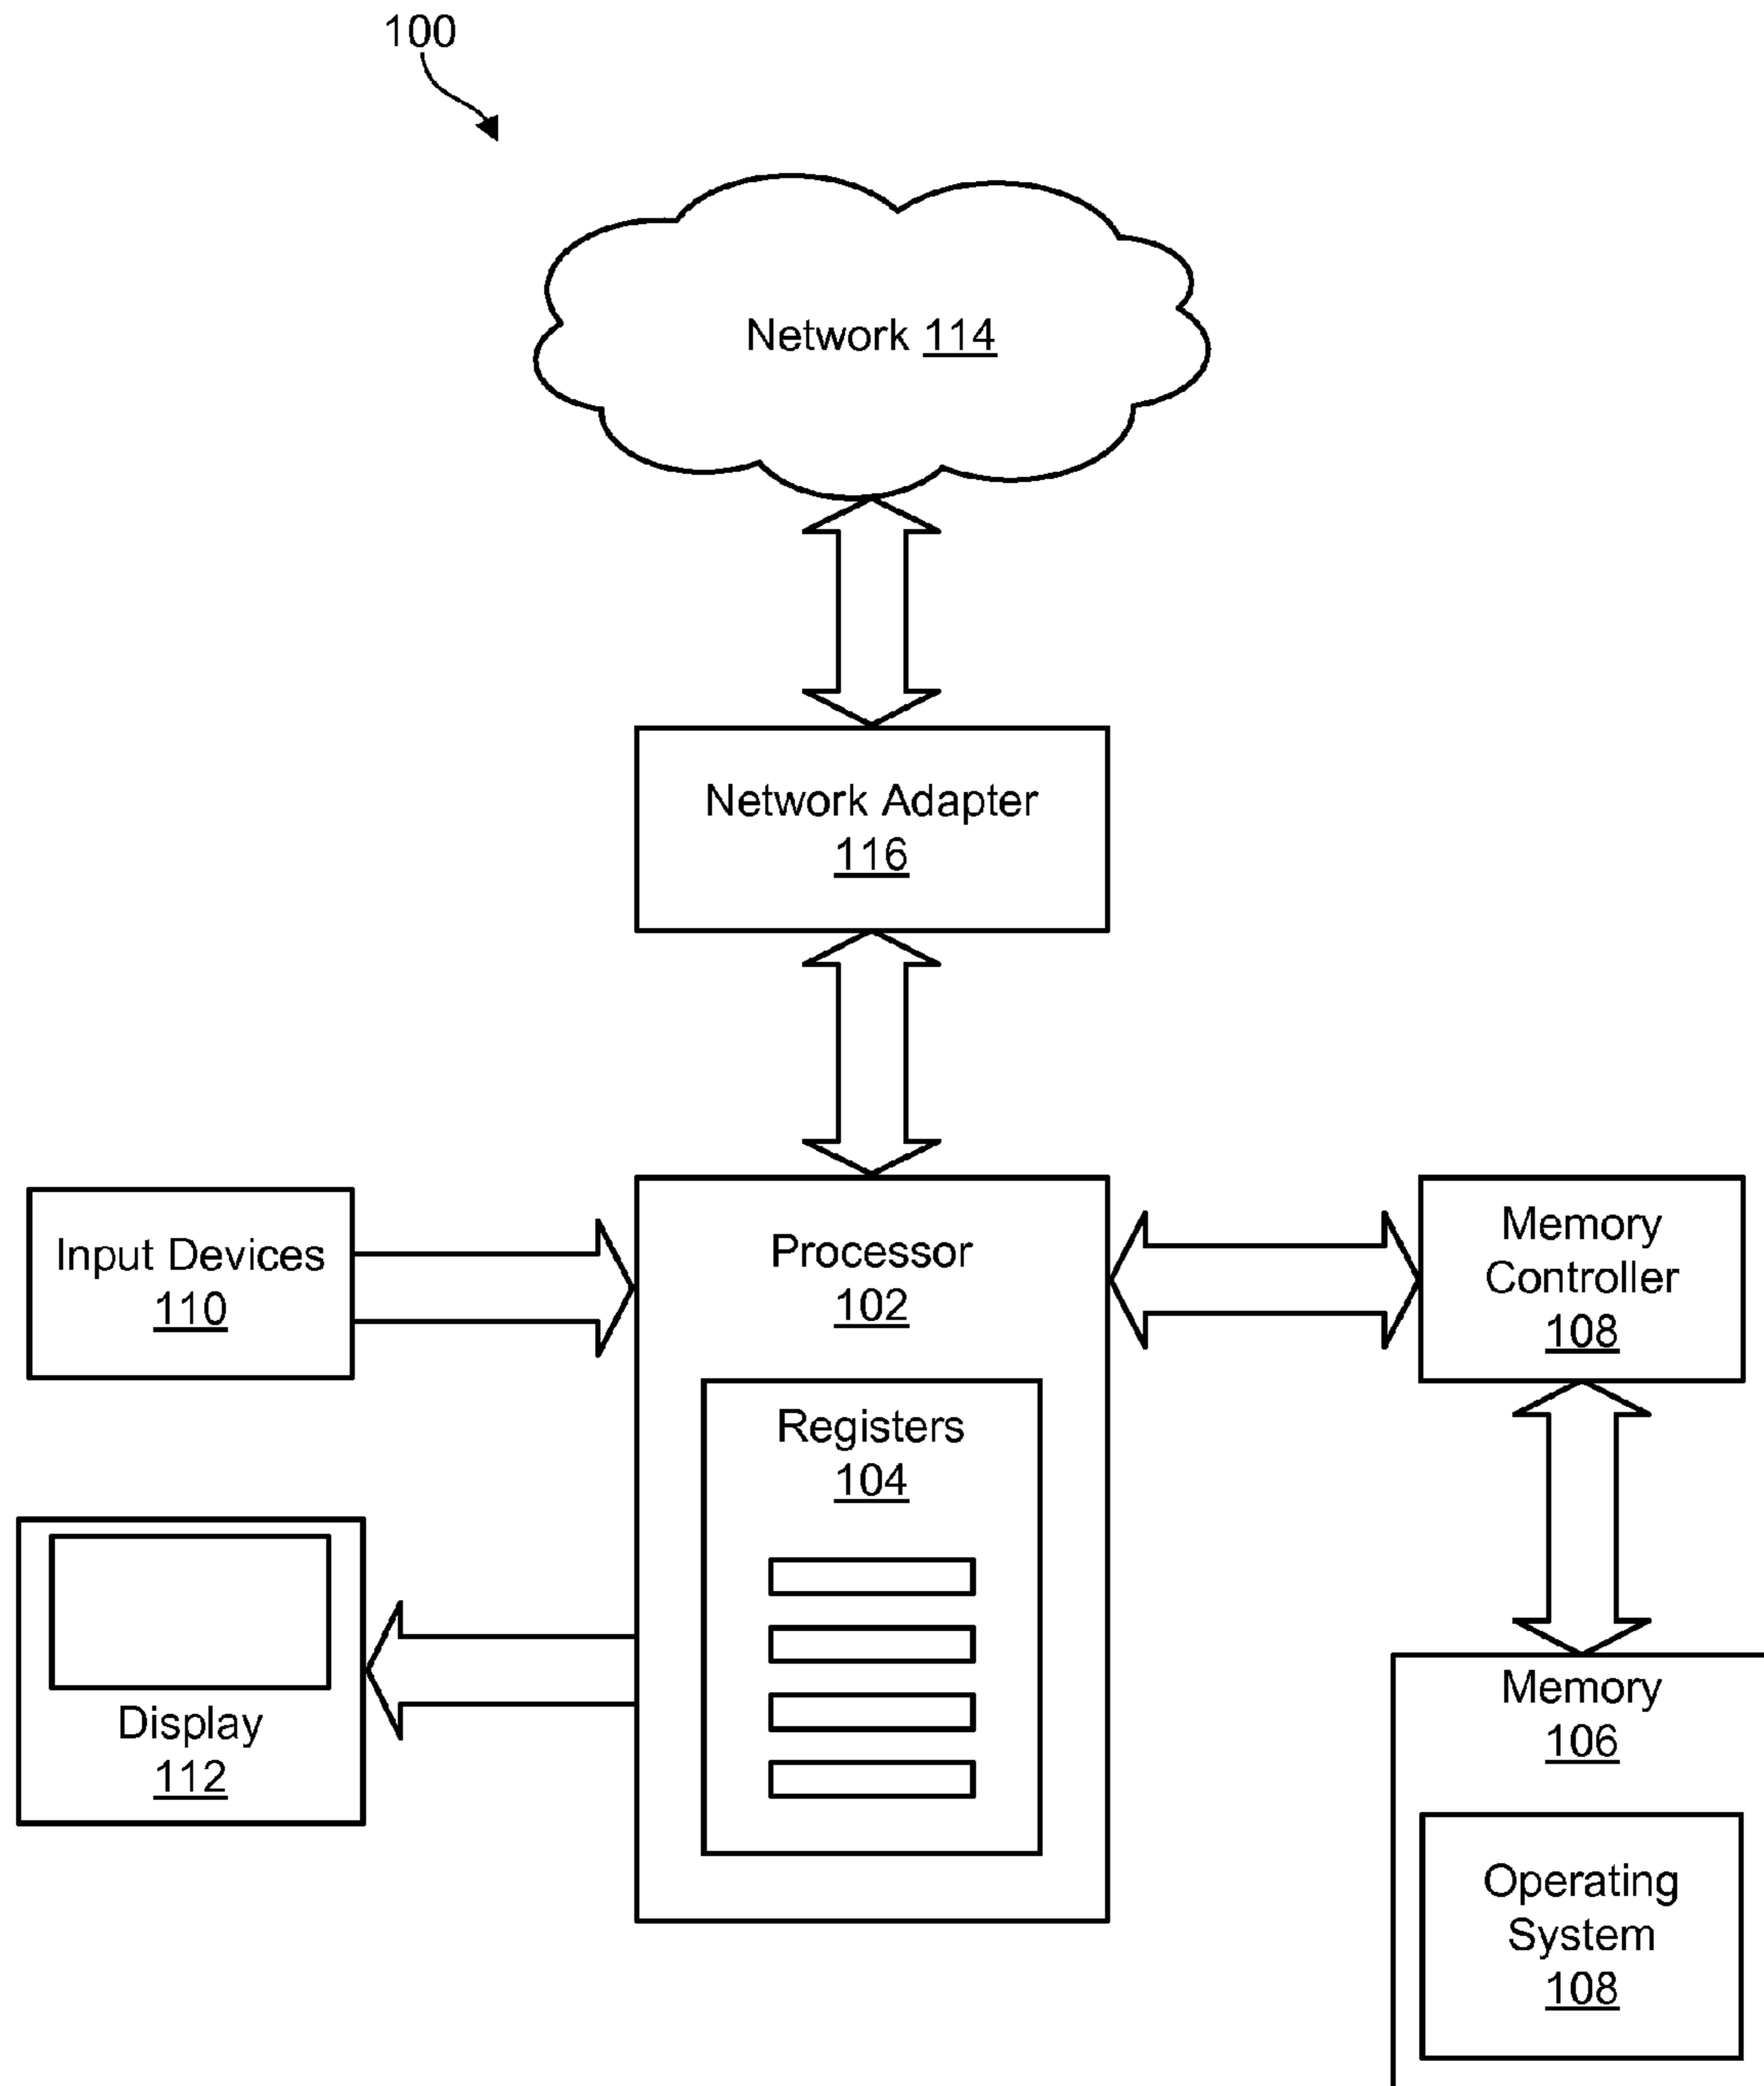 100
Network 114
Network Adapter
116
Input Devices
110
Processor
102
Registers
104
Memory
Controller
108
Display
112
Memory
106
Operating
System
108